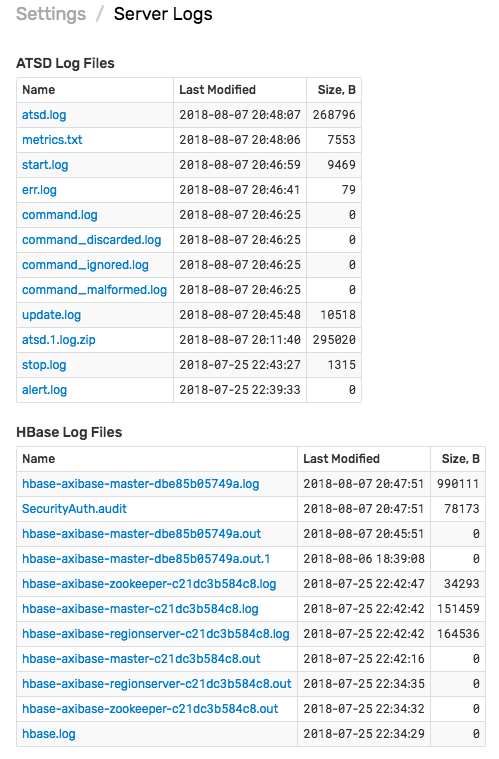 Settings / Server Logs
ATSD Log Files
Name Last Modified Size, B
atsd.log 2018-08-07 20:48:07 268796
metrics.txt 2018-08-07 20:48:06 7553
start.log 2018-08-07 20:46:59 9469
err.log 2018-08-07 20:46:41 79
command.log 2018-08-07 20:46:25 0
command_discarded.log 2018-08-07 20:46:25 0
command_ignored.log 2018-08-07 20:46:25 0
command_malformed.log 2018-08-07 20:46:25 0
update.log 2018-08-07 20:45:48 10518
atsd.1.log.zip 2018-08-07 20:11:40 295020
stop.log 2018-07-25 22:43:27 1315
alert.log 2018-07-25 22:39:33 0
HBase Log Files
Name Last Modified Size, B
hbase-axibase-master-dbe85b05749a.log 2018-08-07 20:47:51 990111
SecurityAuth.audit 2018-08-07 20:47:51 78173
hbase-axibase-master-dbe85b05749a.out 2018-08-07 20:45:51 0
hbase-axibase-master-dbe85b05749a.out.1 2018-08-06 18:39:08 0
hbase-axibase-zookeeper-c21dc3b584c8.log 2018-07-25 22:42:47 34293
hbase-axibase-master-c21dc3b584c8.log 2018-07-25 22:42:42 151459
hbase-axibase-regionserver-c21dc3b584c8.log 2018-07-25 22:42:42 164536
hbase-axibase-master-c21dc3b584c8.out 2018-07-25 22:42:16 0
hbase-axibase-regionserver-c21dc3b584c8.out 2018-07-25 22:34:35 0
hbase-axibase-zookeeper-c21dc3b584c8.out 2018-07-25 22:34:32 0
hbase.log 2018-07-25 22:34:29 0